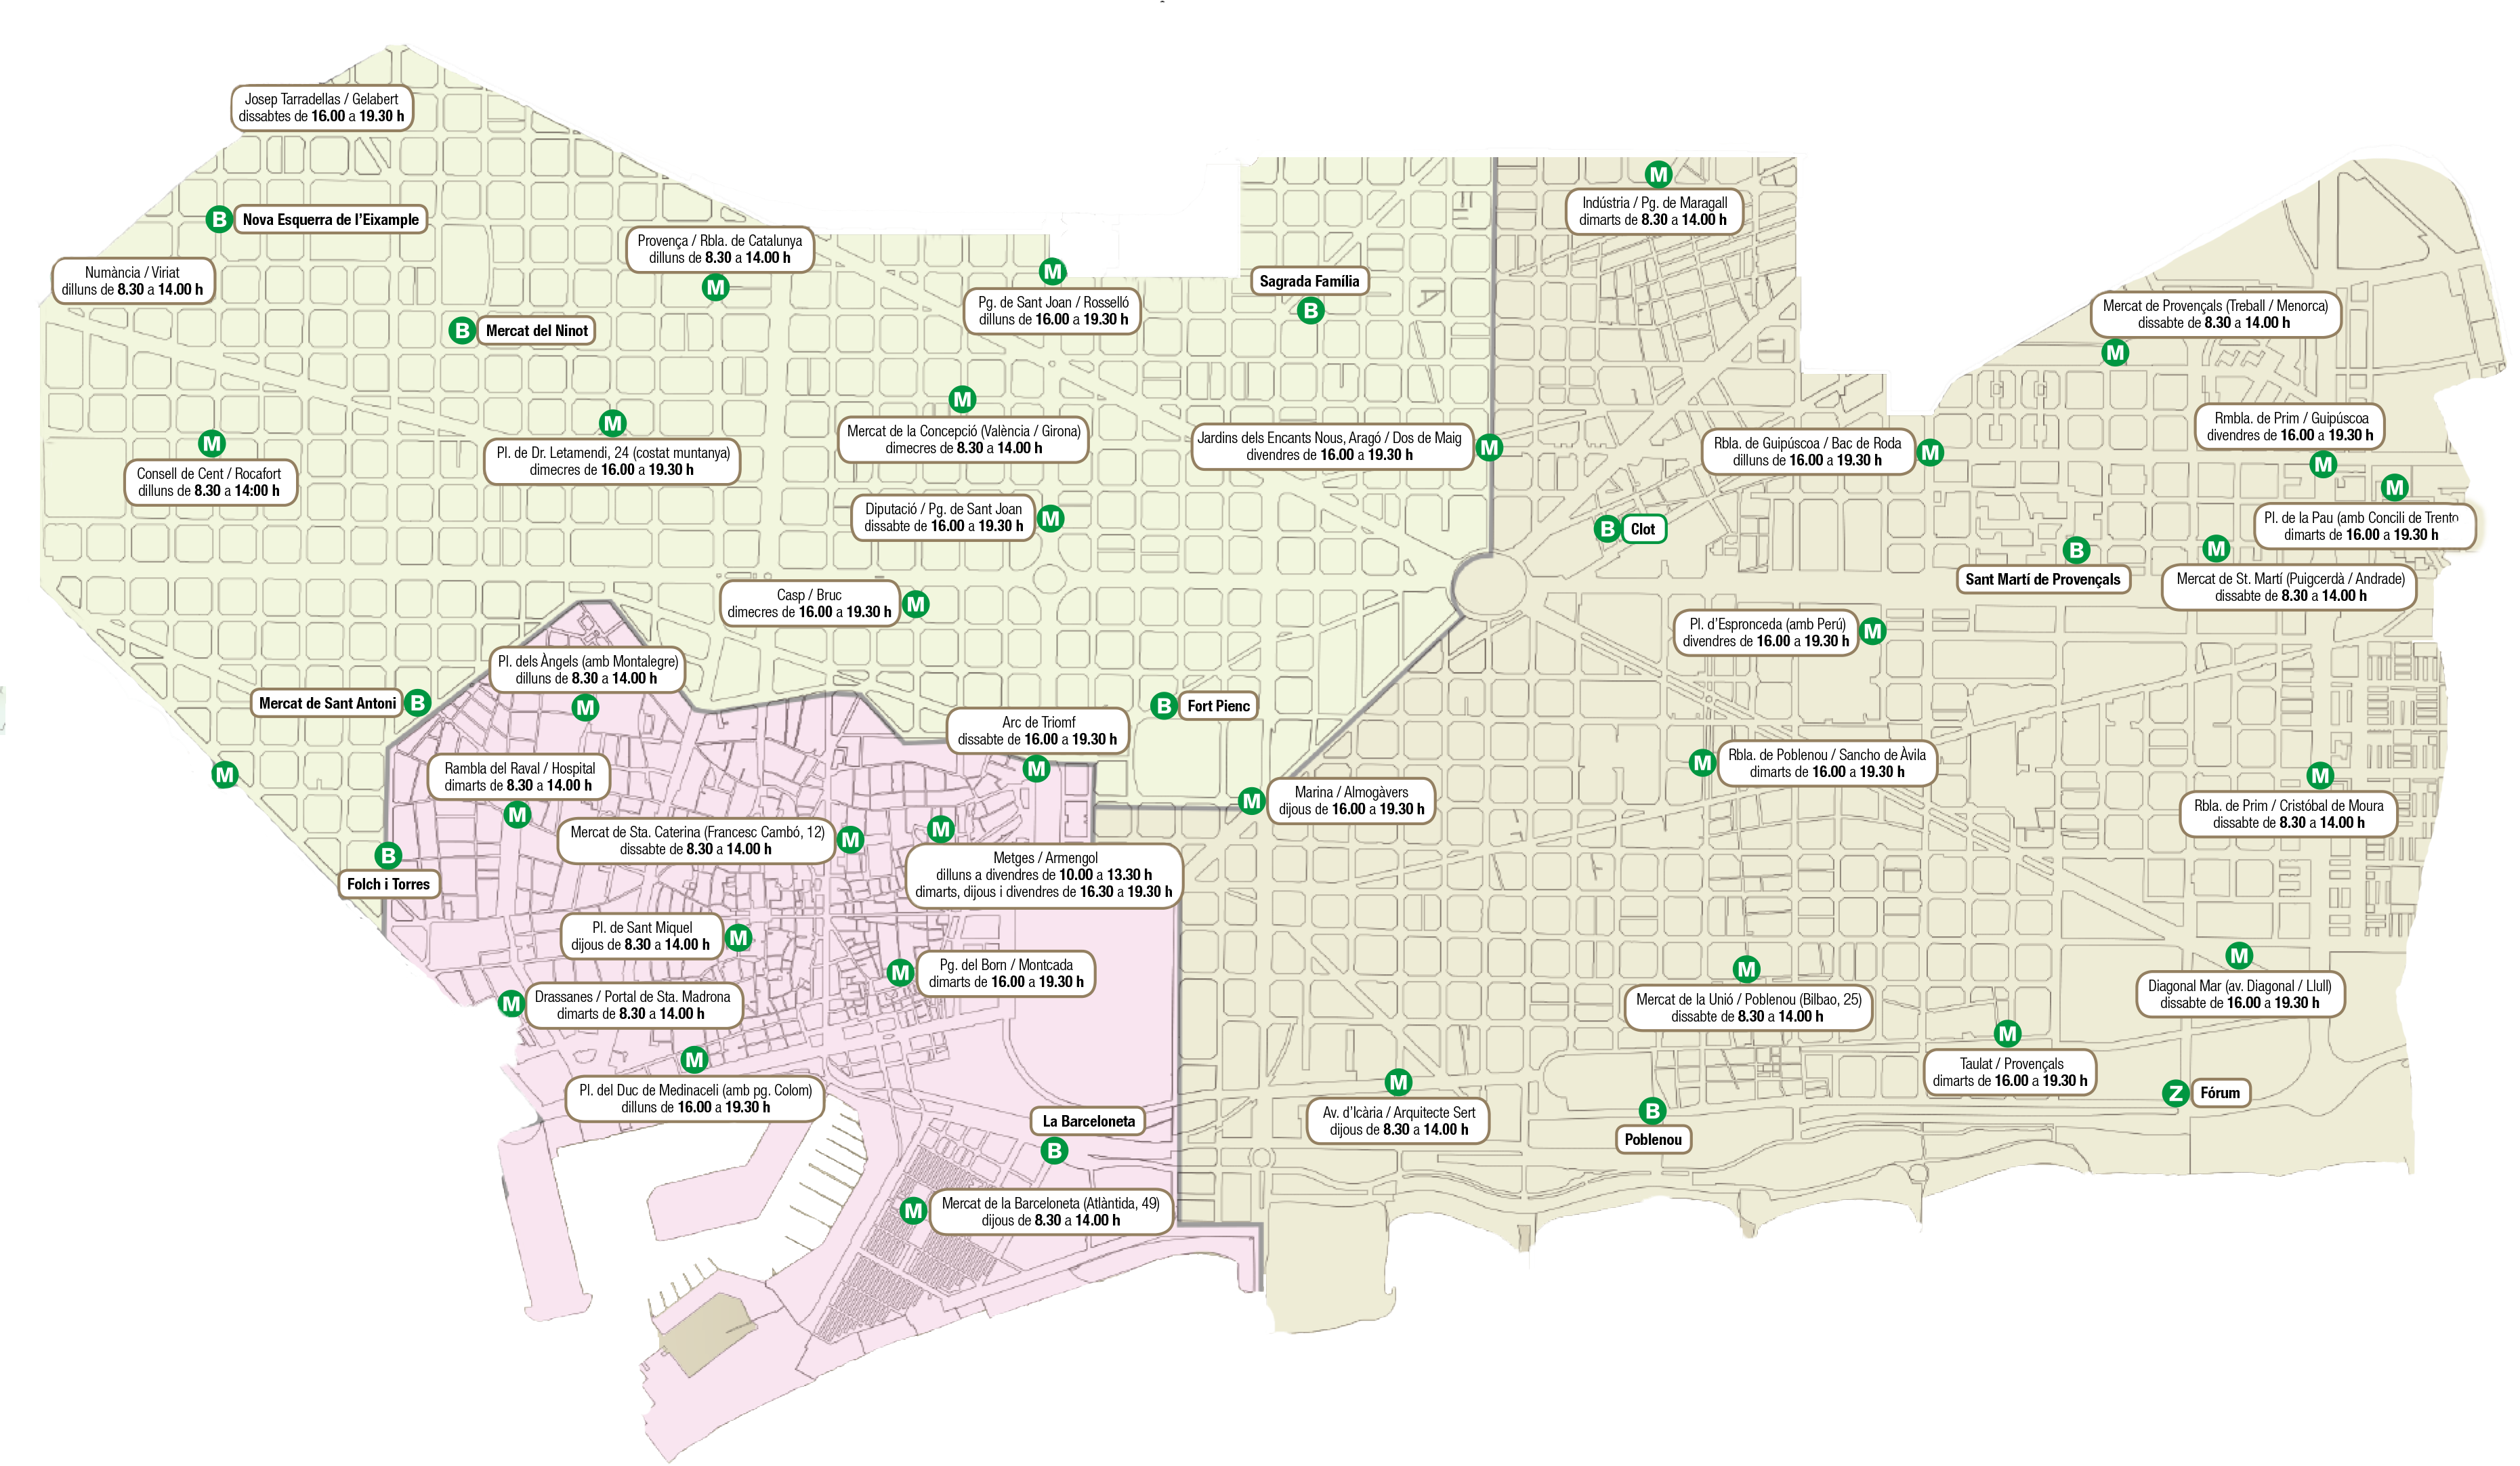 Josep Tarradellas / Gelabert
dissabtes de 16.00 a 19.30 h
M
Indústria / Pg. de Maragall
dimarts de 8.30 a 14.00 h
B
Nova Esquerra de l'Eixample
Provença / Rbla. de Catalunya
dilluns de 8.30 a 14.00 h
M
Numància / Viriat
dilluns de 8.30 a 14.00 h
M
Pg. de Sant Joan / Rosselló
dilluns de 16.00 a 19.30 h
Sagrada Família
B
Mercat de Provençals (Treball / Menorca)
dissabte de 8.30 a 14.00 h
M
B
Mercat del Ninot
M
Mercat de la Concepció (València / Girona)
dimecres de 8.30 a 14.00 h
M
Pl. de Dr. Letamendi, 24 (costat muntanya)
dimecres de 16.00 a 19.30 h
M
Consell de Cent / Rocafort
dilluns de 8.30 a 14:00 h
Jardins dels Encants Nous, Aragó / Dos de Maig
divendres de 16.00 a 19.30 h
M
Rbla. de Guipúscoa / Bac de Roda
dilluns de 16.00 a 19.30 h
M
Rmbla. de Prim / Guipúscoa
divendres de 16.00 a 19.30 h
M
M
Pl. de la Pau (amb Concili de Trento
dimarts de 16.00 a 19.30 h
Diputació / Pg. de Sant Joan
dissabte de 16.00 a 19.30 h
M
B
Clot
B
Sant Martí de Provençals
M
Mercat de St. Martí (Puigcerdà / Andrade)
dissabte de 8.30 a 14.00 h
Casp / Bruc
dimecres de 16.00 a 19.30 h
M
Pl. d'Espronceda (amb Perú)
divendres de 16.00 a 19.30 h
M
Pl. dels Àngels (amb Montalegre)
dilluns de 8.30 a 14.00 h
M
Mercat de Sant Antoni
B
B
Fort Pienc
Arc de Triomf
dissabte de 16.00 a 19.30 h
M
M
Rbla. de Poblenou / Sancho de Àvila
dimarts de 16.00 a 19.30 h
M
Rambla del Raval / Hospital
dimarts de 8.30 a 14.00 h
M
M
Marina / Almogàvers
dijous de 16.00 a 19.30 h
M
Rbla. de Prim / Cristóbal de Moura
dissabte de 8.30 a 14.00 h
Mercat de Sta. Caterina (Francesc Cambó, 12)
dissabte de 8.30 a 14.00 h
M
M
Metges / Armengol
dilluns a divendres de 10.00 a 13.30 h
dimarts, dijous i divendres de 16.30 a 19.30 h
B
Folch i Torres
Pl. de Sant Miquel
dijous de 8.30 a 14.00 h
M
M
Pg. del Born / Montcada
dimarts de 16.00 a 19.30 h
M
Mercat de la Unió / Poblenou (Bilbao, 25)
dissabte de 8.30 a 14.00 h
M
Diagonal Mar (av. Diagonal / Llull)
dissabte de 16.00 a 19.30 h
M
Drassanes / Portal de Sta. Madrona
dimarts de 8.30 a 14.00 h
M
Taulat / Provençals
dimarts de 16.00 a 19.30 h
M
Pl. del Duc de Medinaceli (amb pg. Colom)
dilluns de 16.00 a 19.30 h
M
Av. d'Icària / Arquitecte Sert
dijous de 8.30 a 14.00 h
Z
Fórum
B
Poblenou
La Barceloneta
B
M
Mercat de la Barceloneta (Atlàntida, 49)
dijous de 8.30 a 14.00 h